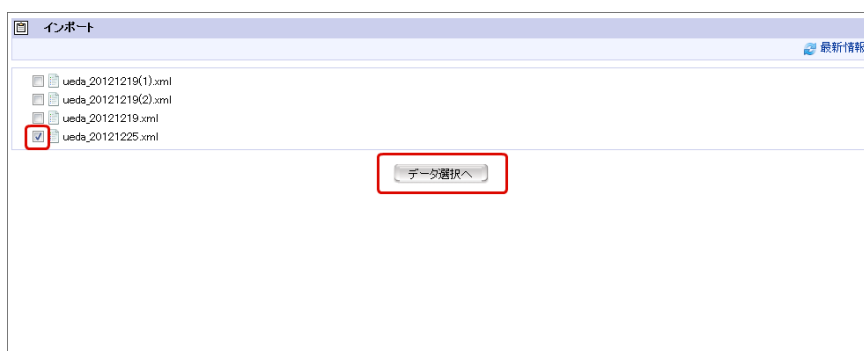 インポート
最新情報
ueda_20121219(1).xml
ueda_20121219(2).xml
ueda_20121219.xml
ueda_20121225.xml
データ選択へ